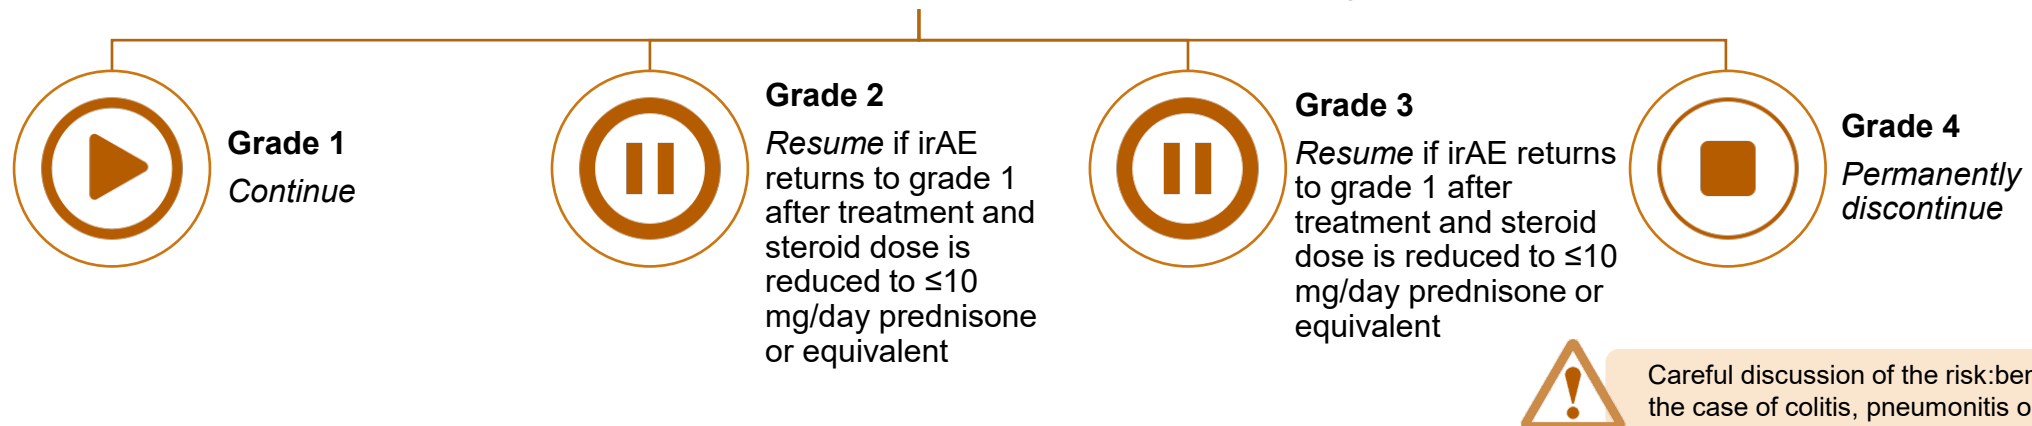 Grade 1
Continue
Grade 2
Resume if irAE
returns to grade 1
after treatment and
steroid dose is
reduced to ≤10
mg/day prednisone
or equivalent
Grade 3
Resume if irAE returns
to grade 1 after
treatment and steroid
dose is reduced to ≤10
mg/day prednisone or
equivalent
Grade 4
Permanently
discontinue
Careful discussion of the
the case of colitis, pneumonitis